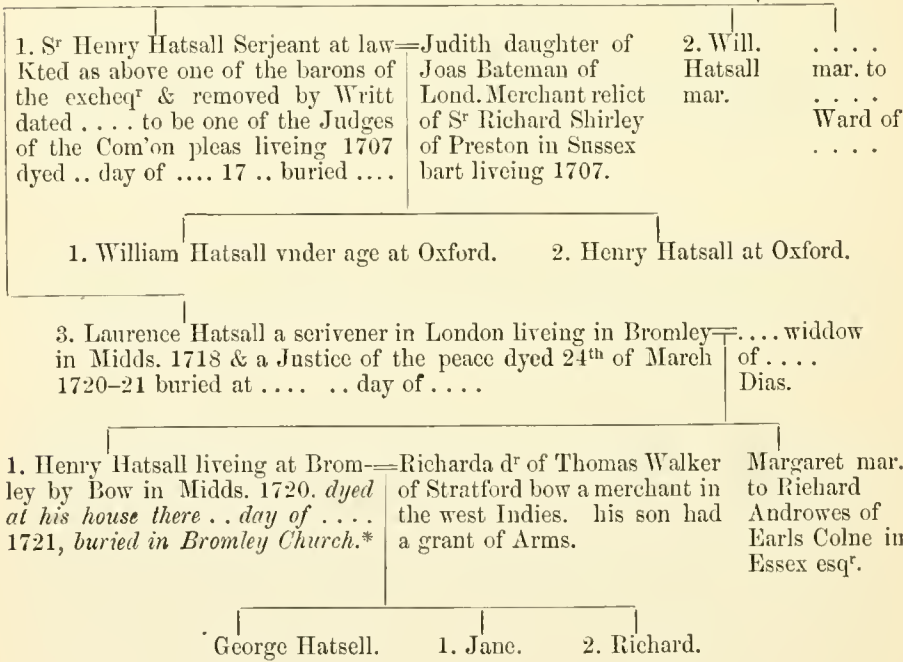 1. Sʳ Henry Hatsall Serjeant at law=
Kted as above one of the barons of
the excheqʳ & removed by Writt
dated . . . . to be one of the Judges
of the Com'on pleas liveing 1707
dyed .. day of .... 17 .. buried ....
Judith daughter of
Joas Bateman of
Lond. Merchant relict
of Sʳ Richard Shirley
of Preston in Sussex
bart liveing 1707.
2. Will.
Hatsall
mar.
. . . .
mar. to
. . . .
Ward of
. . . .
1. William Hatsall vnder age at Oxford.
2. Henry Hatsall at Oxford.
3. Laurence Hatsall a scrivener in London liveing in Bromley=
in Midds. 1718 & a Justice of the peace dyed 24ᵗʰ of March
1720–21 buried at . . . . . . day of . . . .
. . . . widdow
of . . . .
Dias.
1. Henry Hatsall liveing at Brom-=
ley by Bow in Midds. 1720. dyed
at his house there . . day of . . . .
1721, buried in Bromley Church.*
Richarda dʳ of Thomas Walker
of Stratford bow a merchant in
the west Indies. his son had
a grant of Arms.
Margaret mar.
to Richard
Androwes of
Earls Colne in
Essex esqʳ.
George Hatsell.
1. Jane.
2. Richard.